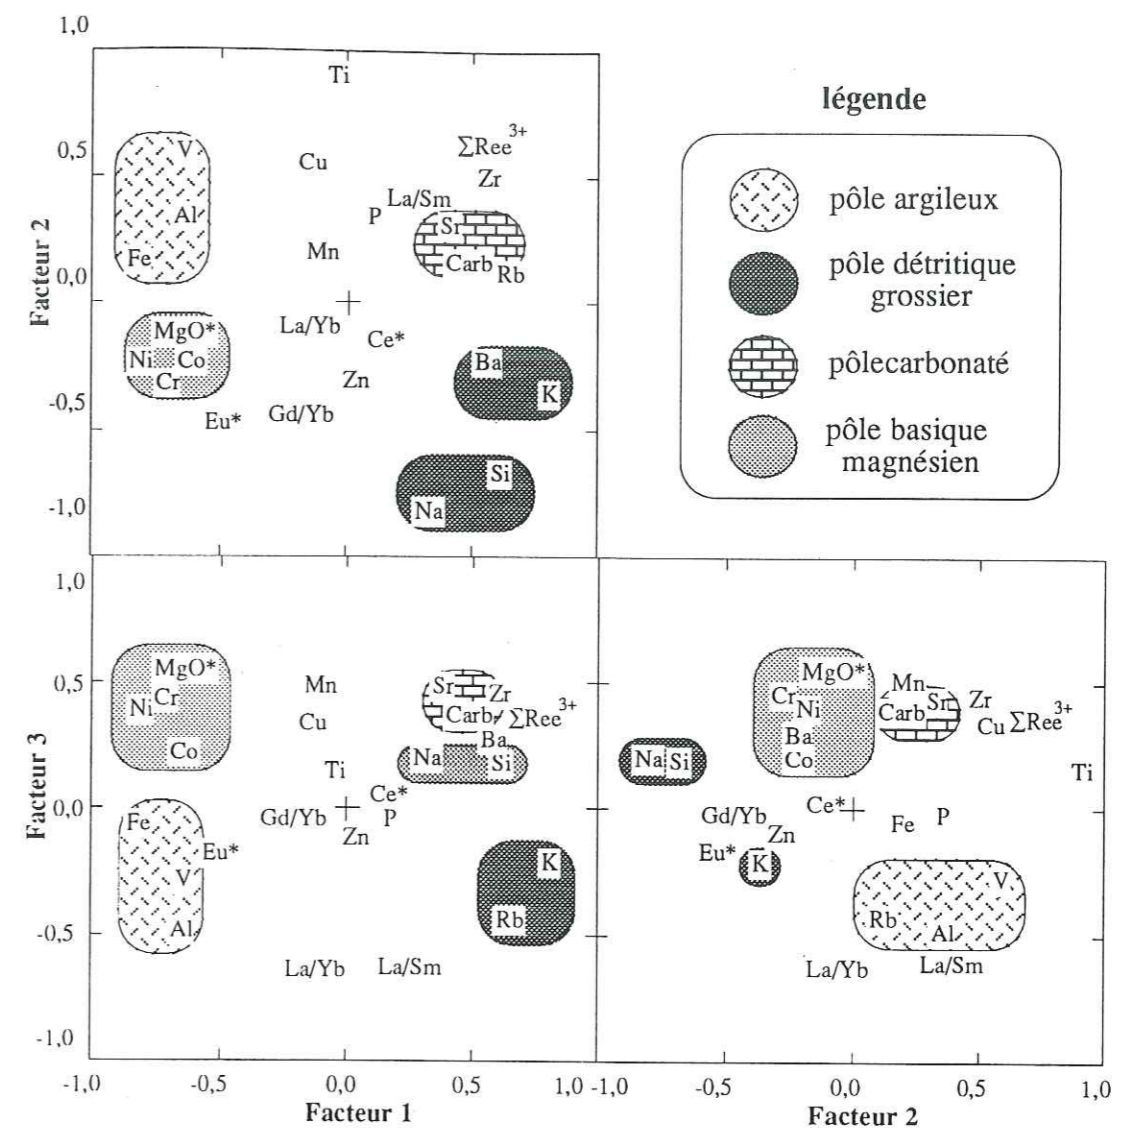 1,0
Ti
légende
0,5
V
Cu
ΣRee3+
Zr
pôle argileux
La/Sm
Al
P
Sr
Facteur 2
Fe
Mn
Carb
Rb
pôle détritique
grossier
0,0
La/Yb
Ce*
MgO*
Ni Co
Cr
Zn
Ba
K
pôlecarbonaté
-0,5
Eu*
Gd/Yb
pôle basique
magnésien
Si
Na
-1,0
1,0
MgO*
Cr
Ni
Co
Mn
Cu
Ti
Sr
Zr
Carb
ΣRee3+
Ba
Na
Si
0,5
Facteur 3
0,0
Fe
Gd/Yb
Ce*
P
Zn
Eu*
V
Al
K
Rb
-0,5
La/Yb
La/Sm
-1,0
-1,0
-0,5
0,0
0,5
1,0
Facteur 1
MgO*
Cr
Ni
Ba
Co
Mn
Sr
Carb
Zr
Cu
ΣRee3+
Na Si
Ti
Gd/Yb
Ce*
Zn
Fe
P
Eu*
K
V
Rb
Al
La/Yb
La/Sm
-1,0
-0,5
0,0
0,5
1,0
Facteur 2